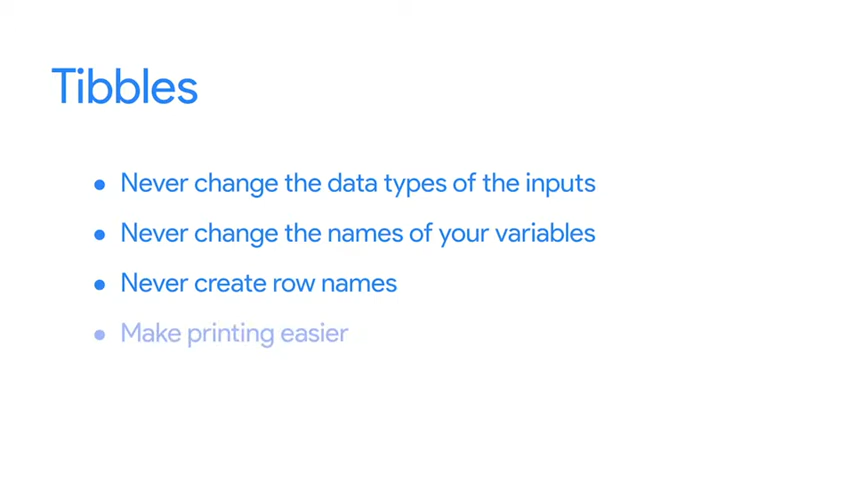 Tibbles
• Never change the data types of the inputs
• Never change the names of your variables
• Never create row names
• Make printing easier